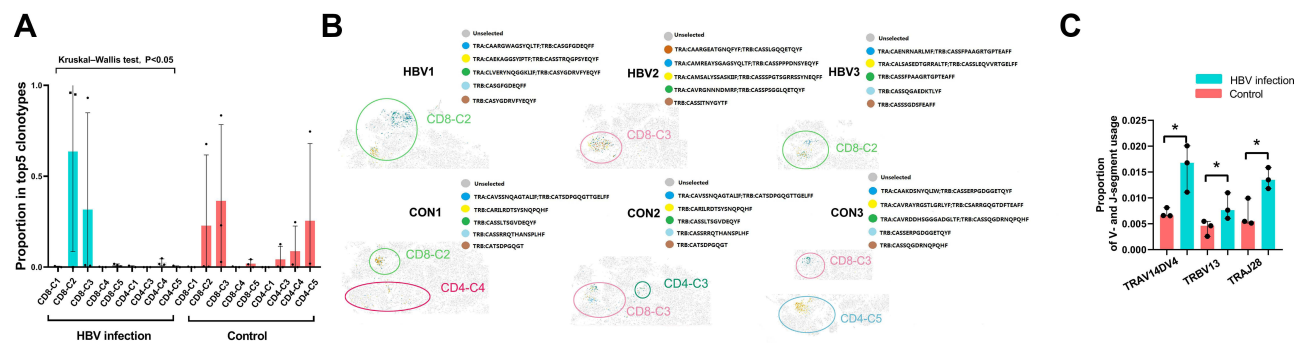 A
Kruskal–Wallis test, P<0.05
Proportion in top5 clonotypes
1.0
0.5
0.0
CD8-C1
CD8-C2
CD8-C3
CD8-C4
CD8-C5
CD4-C1
CD4-C2
CD4-C3
CD4-C4
CD4-C5
CD8-C1
CD8-C2
CD8-C3
CD8-C4
CD8-C5
CD4-C1
CD4-C3
CD4-C4
CD4-C5
HBV infection
Control
B
HBV1
Unselected
TRA:CAARGWAGSYQLTF;TRB:CASGFGDEQFF
TRA:CAEKAGGSYIPTF;TRB:CASSTRQGPSYEQYF
TRA:CLVERYNQGGKLIF;TRB:CASYGDRVFYEQYF
TRB:CASGFGDEQFF
TRB:CASYGDRVFYEQYF
CD8-C2
HBV2
Unselected
TRA:CAARGEATGNQFYF;TRB:CASSLGQQETQYF
TRA:CAMREAYSGAGSYQLTF;TRB:CASSPPPDNSYEQYF
TRA:CAMSALYSSASKIIF;TRB:CASSSPGTSGRRSSYNEQFF
TRA:CAVRGNNNDMRF;TRB:CASSPSGGLQETQYF
TRB:CASSITNYGYTF
CD8-C3
HBV3
Unselected
TRA:CAENRNARLMF;TRB:CASSFPAAGRTGPTEAFF
TRA:CALSASEDTGRRALTF;TRB:CASSLEQVVRTGELFF
TRB:CASSFPAAGRTGPTEAFF
TRB:CASSQGAEDKTLYF
TRB:CASSSGDSFEAFF
CD8-C2
CON1
Unselected
TRA:CAVSSNQAGTALIF;TRB:CATSDPGQGTTGELFF
TRB:CARILRDTSYSNQPQHF
TRB:CASSLTSGVDEQYF
TRB:CASSRRQTHANSPLHF
TRB:CATSDPGQGT
CD8-C2
CD4-C4
CON2
Unselected
TRA:CAVSSNQAGTALIF;TRB:CATSDPGQGTTGELFF
TRB:CARILRDTSYSNQPQHF
TRB:CASSLTSGVDEQYF
TRB:CASSRRQTHANSPLHF
TRB:CATSDPGQGT
CD4-C3
CD8-C3
CON3
Unselected
TRA:CAAKDSNYQLIW;TRB:CASSERPGDGGETQYF
TRA:CAVRAYRGSTLGRLYF;TRB:CSARRGQGTDFTEAFF
TRA:CAVRDDHSGGGADGLTF;TRB:CASSQGDRNQPQHF
TRB:CASSERPGDGGETQYF
TRB:CASSQGDRNQPQHF
CD8-C3
CD4-C5
C
HBV infection
Control
Proportion
of V- and J-segment usage
0.025
0.020
0.015
0.010
0.005
0.000
*
*
*
TRAV14DV4
TRBV13
TRAJ28